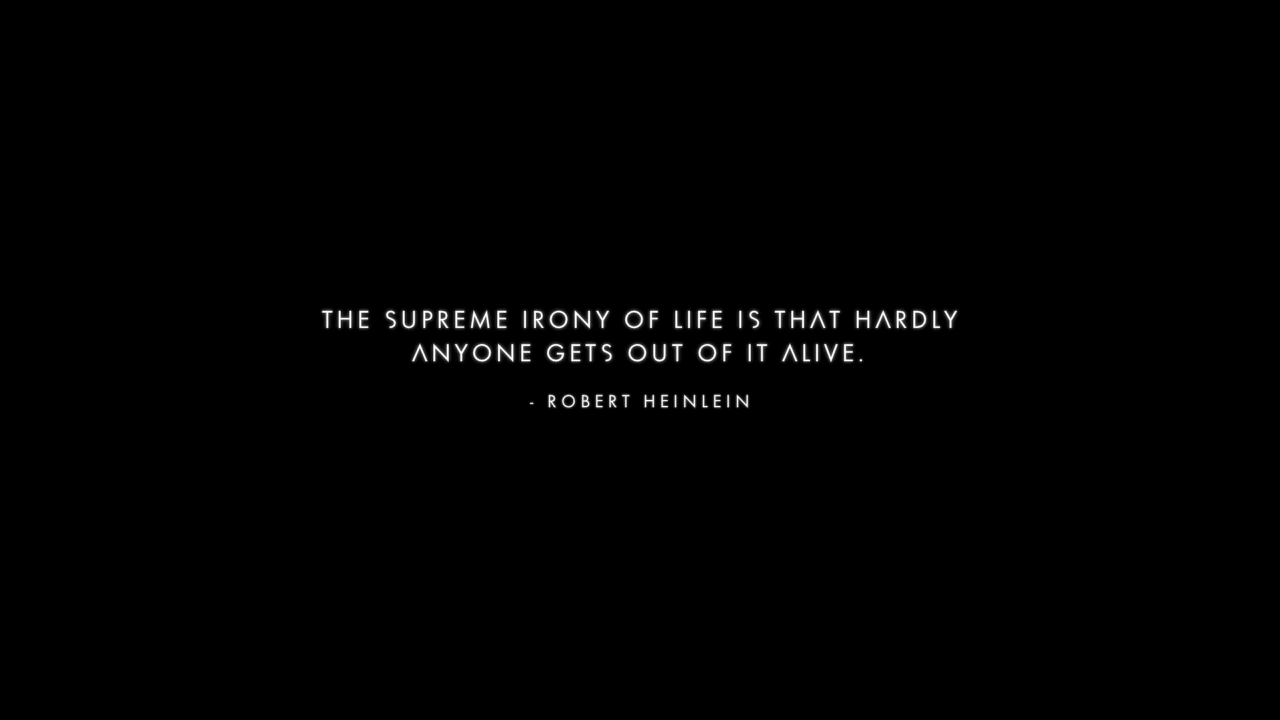 THE SUPREME IRONY OF LIFE IS THAT HARDLY
ANYONE GETS OUT OF IT ALIVE.
- ROBERT HEINLEIN